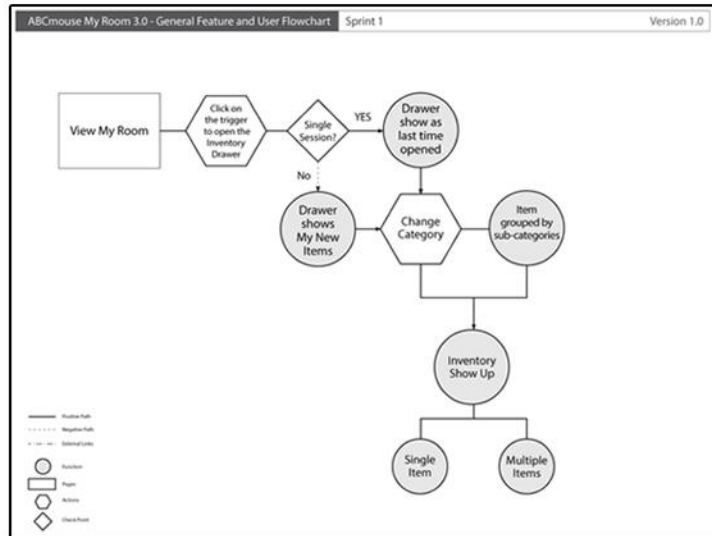 ABCmouse My Room 3.0 - General Feature and User Flowchart
Sprint 1
Version 1.0
View My Room
Click on
the trigger
to open the
Inventory
Drawer
Single
Session?
YES
Drawer
show as
last time
opened
No
Drawer
shows
My New
Items
Change
Category
Item
grouped by
sub-categories
Inventory
Show Up
Single
Item
Multiple
Items
Positive Path
Negative Path
External Links
Function
Pages
Actions
Check Point